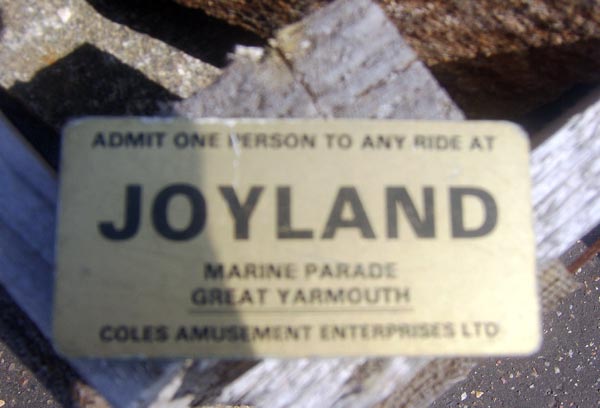 ADMIT ONE PERSON TO ANY RIDE AT
JOYLAND
MARINE PARADE
GREAT YARMOUTH
COLES AMUSEMENT ENTERPRISES LTD